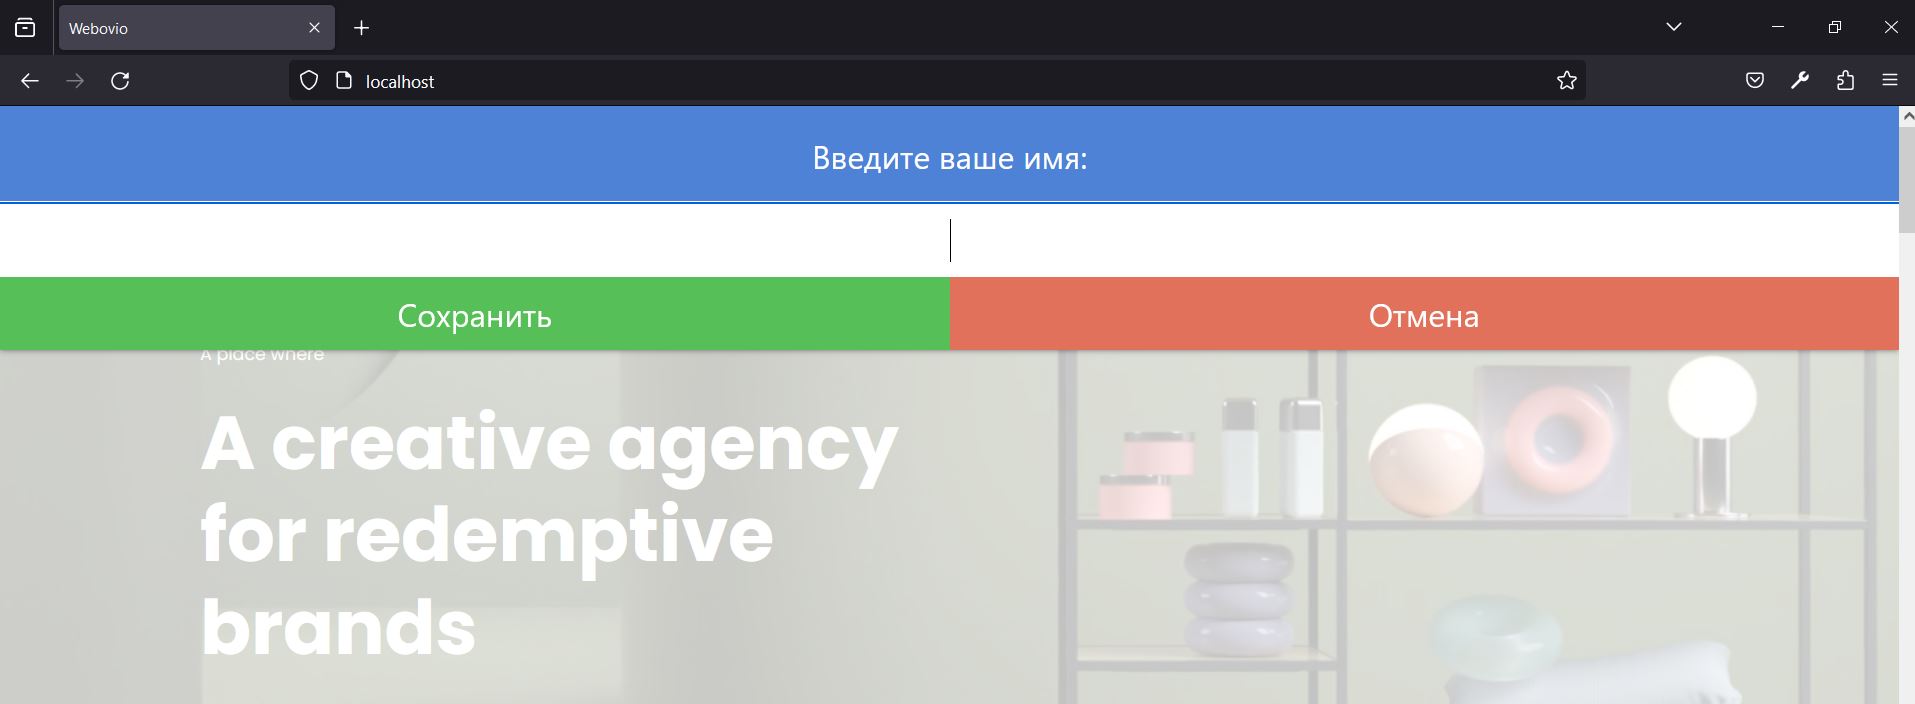 Webovio
localhost
Введите ваше имя:
Сохранить
Отмена
A place where
A creative agency
for redemptive
brands